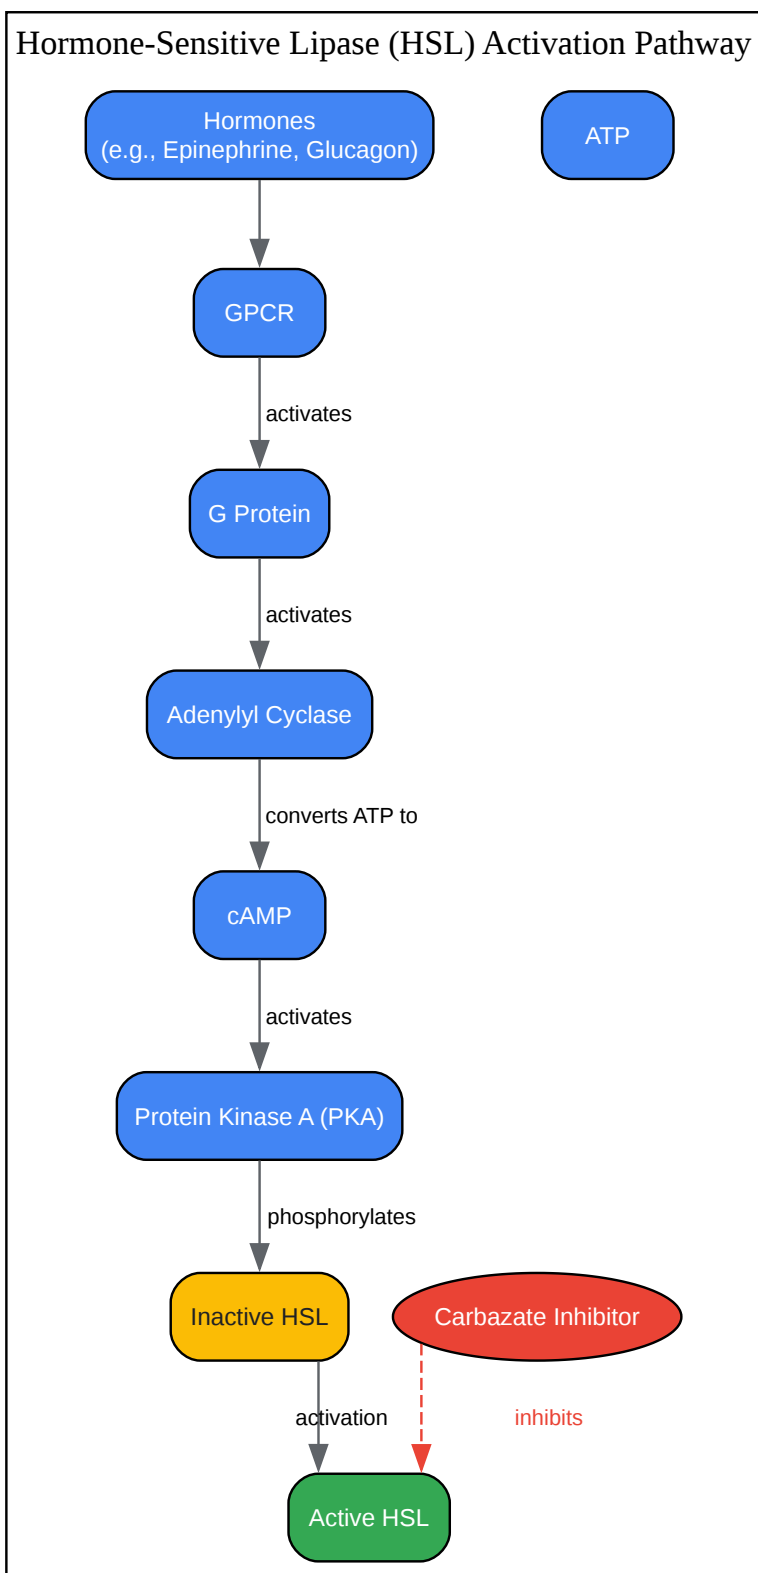 Hormone-Sensitive Lipase (HSL) Activation Pathway
Hormones
(e.g., Epinephrine, Glucagon)
ATP
GPCR
activates
G Protein
activates
Adenylyl Cyclase
converts ATP to
cAMP
activates
Protein Kinase A (PKA)
phosphorylates
Inactive HSL
Carbazate Inhibitor
activation
inhibits
Active HSL